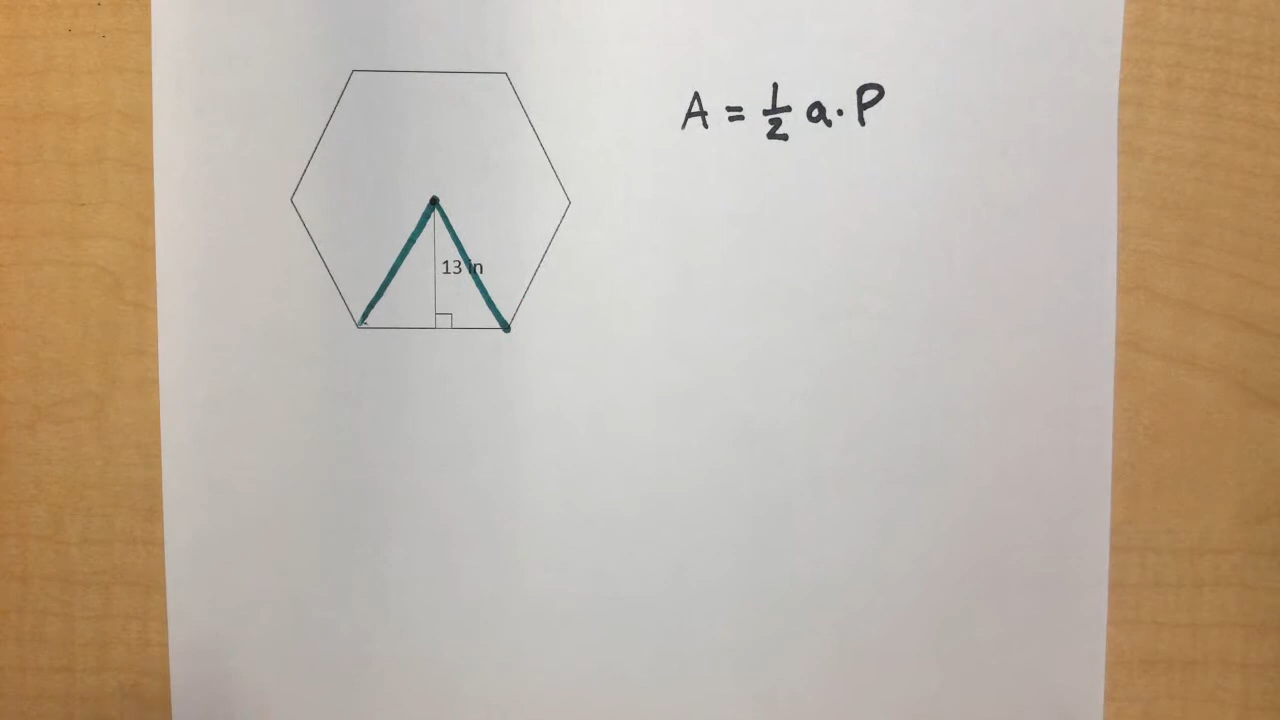 A = 1/2 a · P
13 in